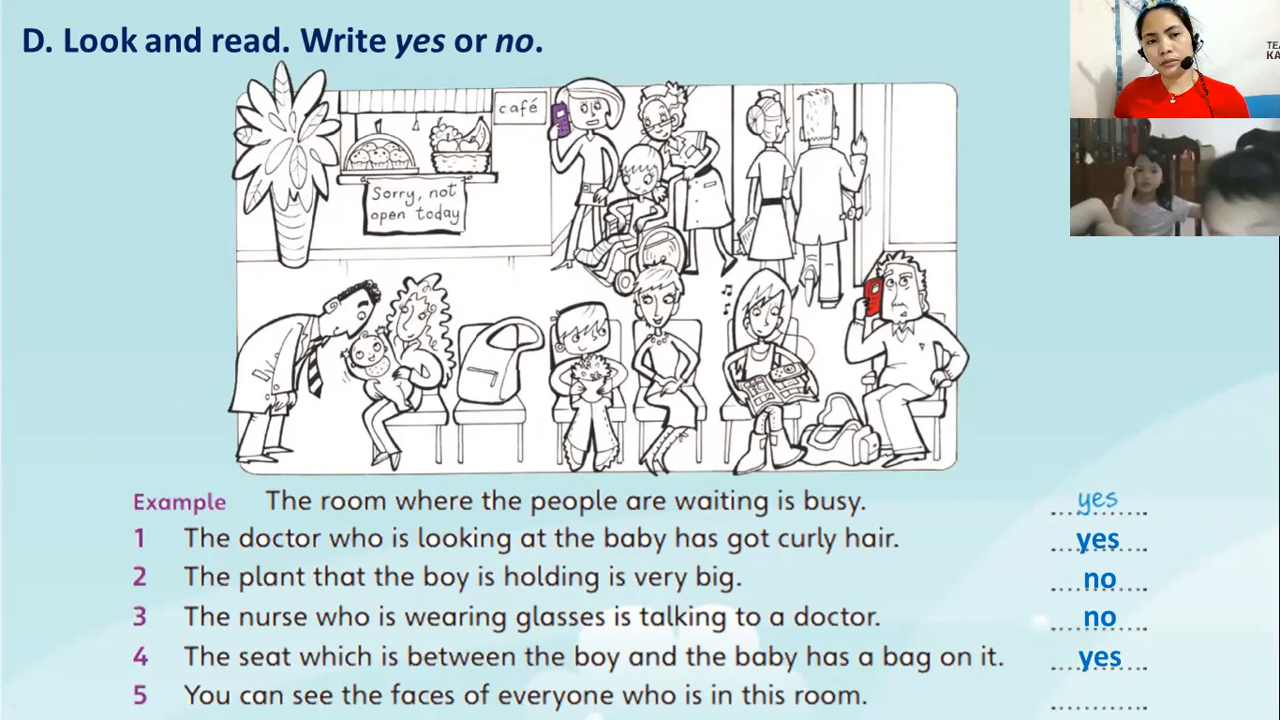 D. Look and read. Write yes or no.
TEA
KA
café
Sorry, not
open today
Example The room where the people are waiting is busy. yes
1 The doctor who is looking at the baby has got curly hair. yes
2 The plant that the boy is holding is very big. no
3 The nurse who is wearing glasses is talking to a doctor. no
4 The seat which is between the boy and the baby has a bag on it. yes
5 You can see the faces of everyone who is in this room.